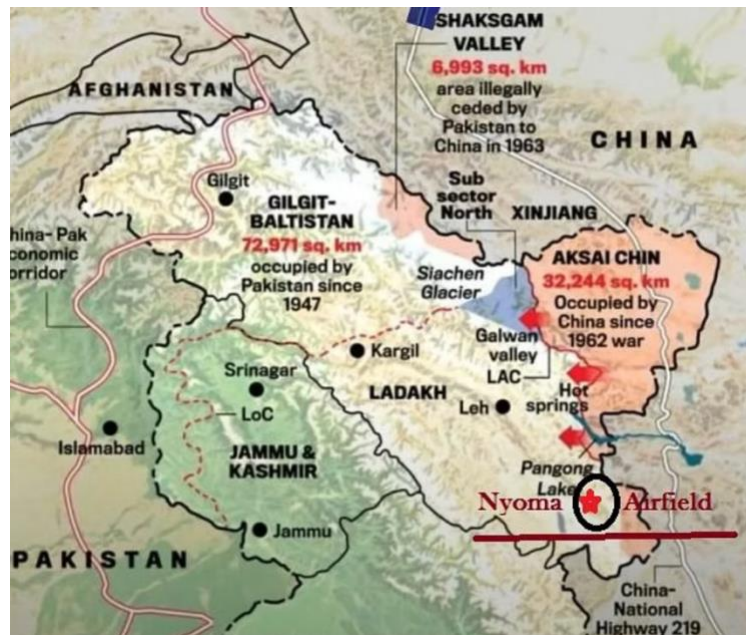 SHAKSGAM
VALLEY
6,993 sq. km
area illegally
ceded by
Pakistan to
China in 1963
AFGHANISTAN
CHINA
Gilgit
GILGIT-
BALTISTAN
72,971 sq. km
occupied by
Pakistan since
1947
Sub
sector
North
XINJIANG
hina- Pak
conomic
orridor
AKSAI CHIN
32,244 sq. km
Occupied by
China since
1962 war
Siachen
Glacier
Galwan
valley
LAC
Hot
springs
Kargil
Srinagar
LADAKH
Leh
LoC
Islamabad
JAMMU &
KASHMIR
Pangong
Lake
Nyoma Airfield
Jammu
PAKISTAN
China-
National
Highway 219